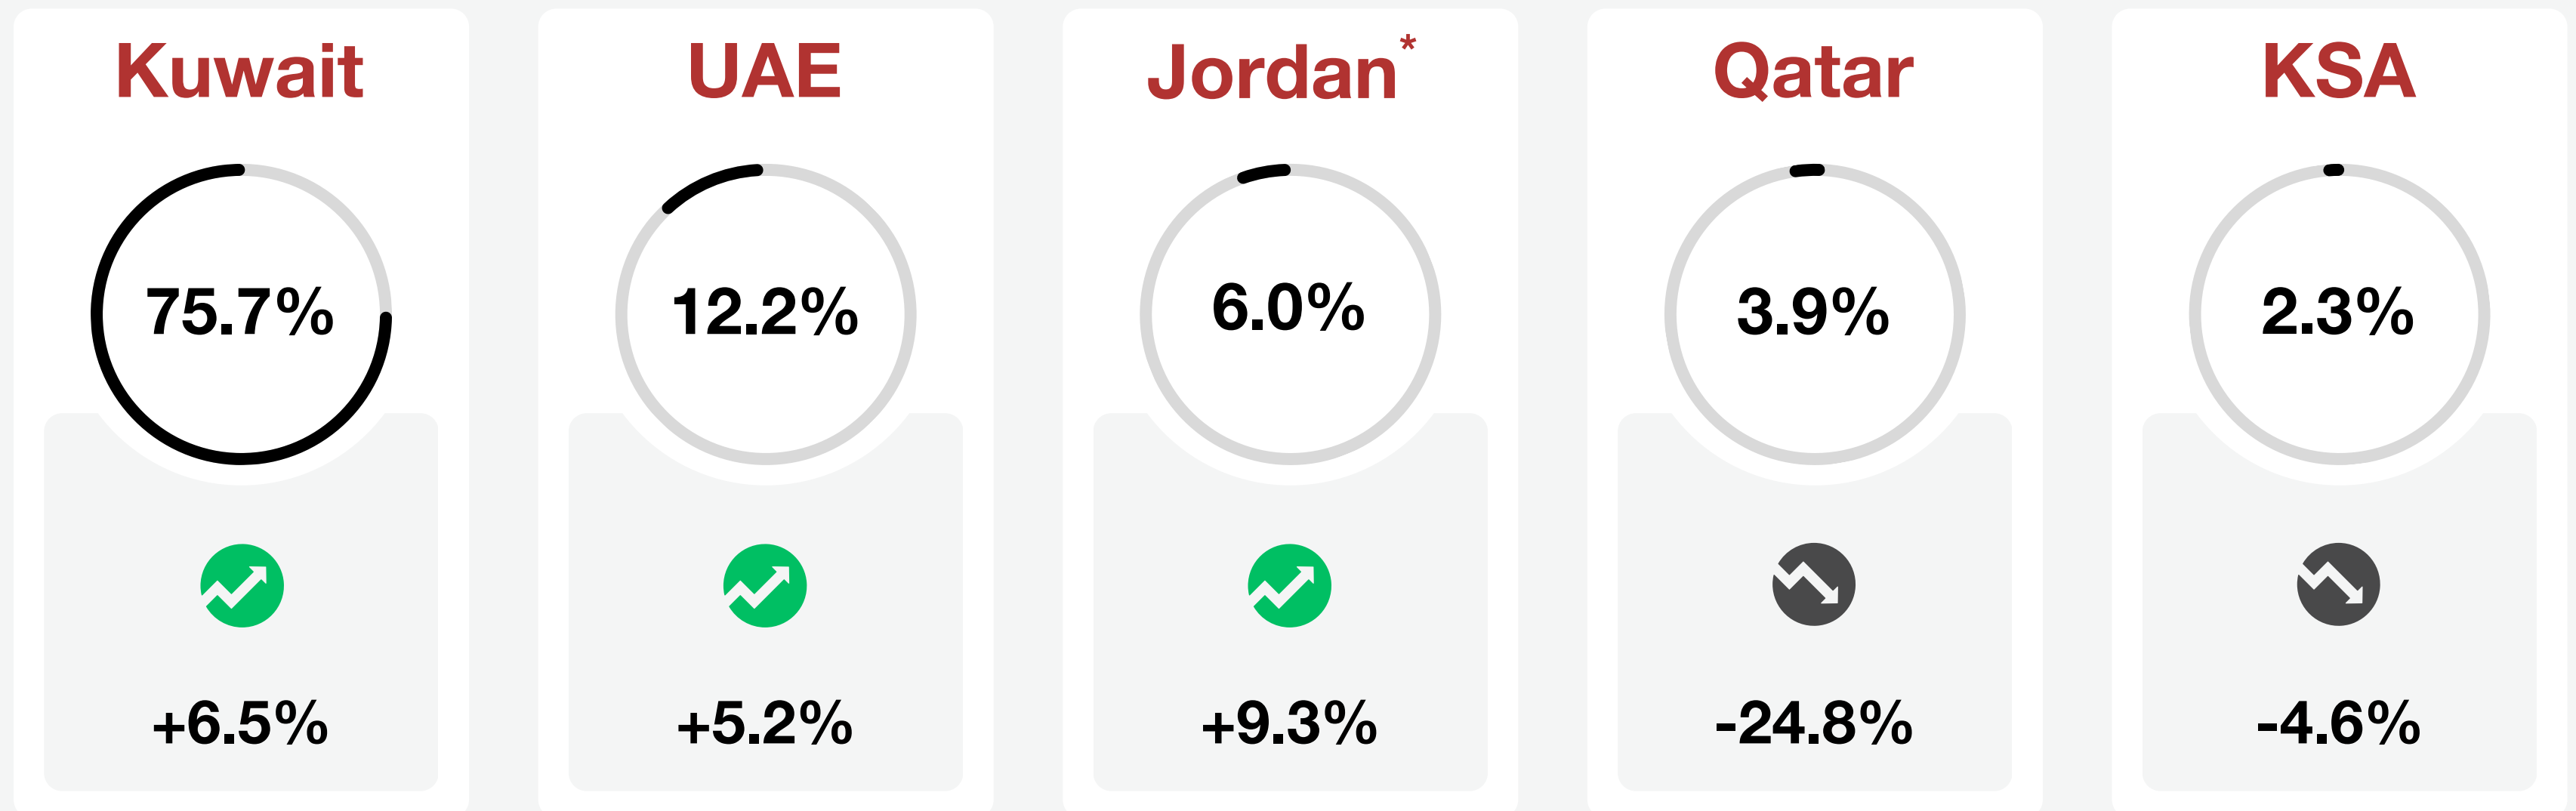 Kuwait
75.7%
+6.5%
UAE
12.2%
+5.2%
Jordan*
6.0%
+9.3%
Qatar
3.9%
-24.8%
KSA
2.3%
-4.6%